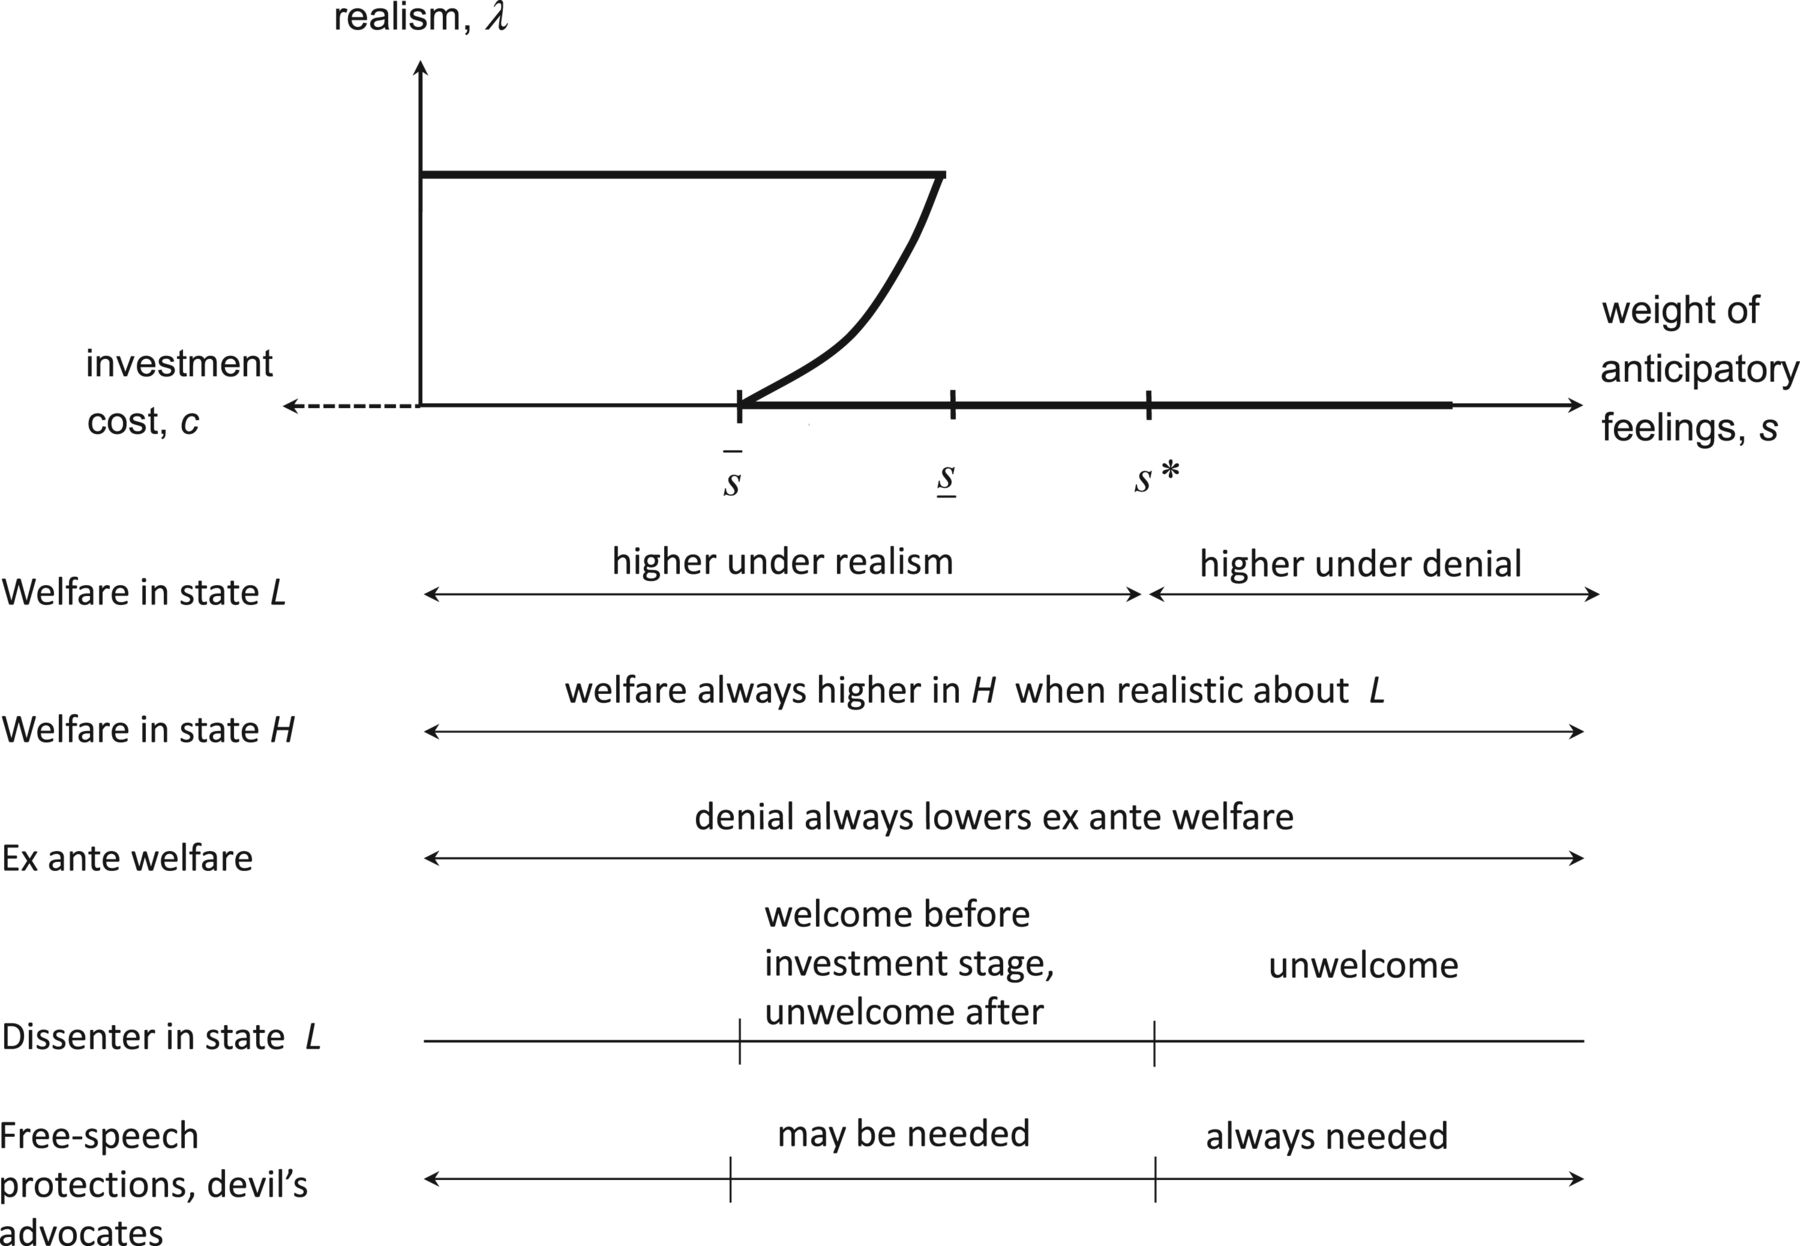 realism, λ
weight of
anticipatory
feelings, s
investment
cost, c
s̅
s̲
s*
higher under realism
higher under denial
Welfare in state L
welfare always higher in H when realistic about L
Welfare in state H
denial always lowers ex ante welfare
Ex ante welfare
welcome before
investment stage,
unwelcome after
unwelcome
Dissenter in state L
Free-speech
protections, devil’s
advocates
may be needed
always needed